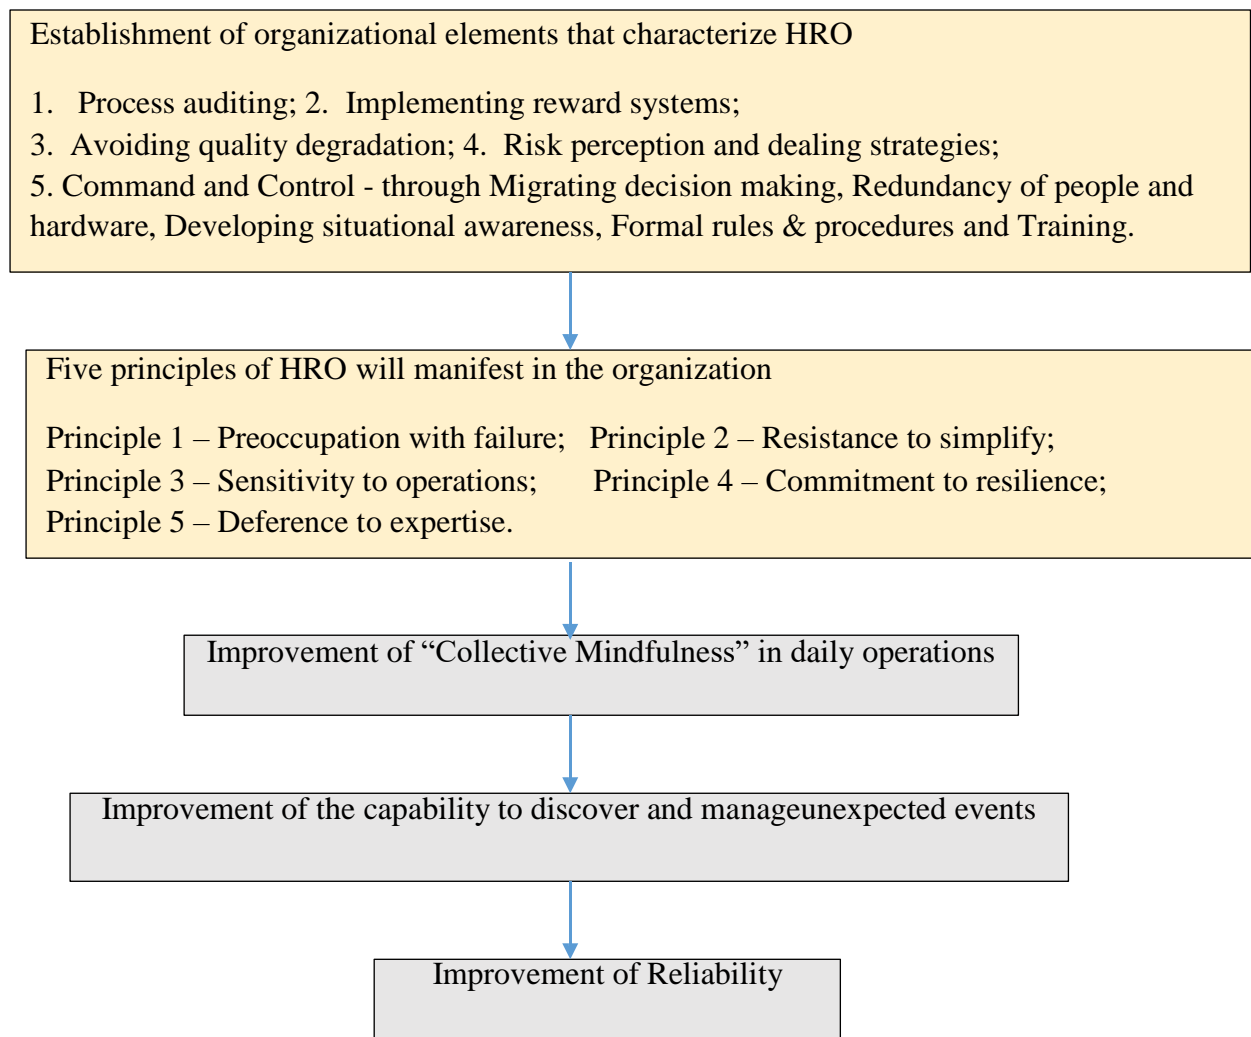 Establishment of organizational elements that characterize HRO
1. Process auditing; 2. Implementing reward systems;
3. Avoiding quality degradation; 4. Risk perception and dealing strategies;
5. Command and Control - through Migrating decision making, Redundancy of people and
hardware, Developing situational awareness, Formal rules & procedures and Training.
Five principles of HRO will manifest in the organization
Principle 1 – Preoccupation with failure; Principle 2 – Resistance to simplify;
Principle 3 – Sensitivity to operations; Principle 4 – Commitment to resilience;
Principle 5 – Deference to expertise.
Improvement of “Collective Mindfulness” in daily operations
Improvement of the capability to discover and manageunexpected events
Improvement of Reliability